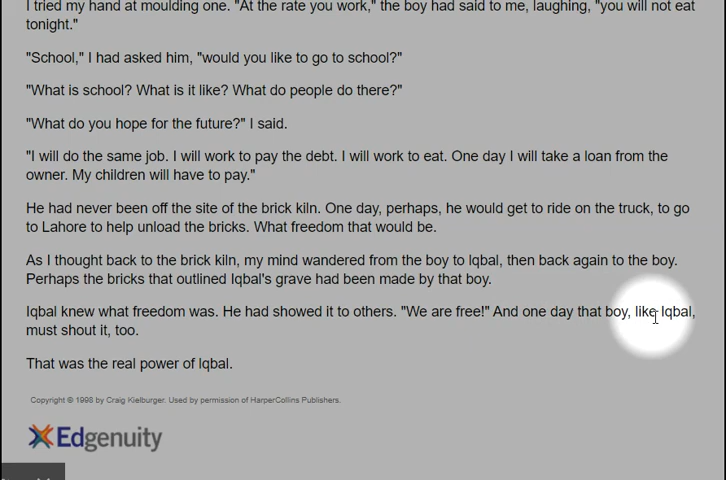 I tried my hand at moulding one. "At the rate you work," the boy had said to me, laughing, "you will not eat
tonight."
"School," I had asked him, "would you like to go to school?"
"What is school? What is it like? What do people do there?"
"What do you hope for the future?" I said.
"I will do the same job. I will work to pay the debt. I will work to eat. One day I will take a loan from the
owner. My children will have to pay."
He had never been off the site of the brick kiln. One day, perhaps, he would get to ride on the truck, to go
to Lahore to help unload the bricks. What freedom that would be.
As I thought back to the brick kiln, my mind wandered from the boy to Iqbal, then back again to the boy.
Perhaps the bricks that outlined Iqbal's grave had been made by that boy.
Iqbal knew what freedom was. He had showed it to others. "We are free!" And one day that boy, like Iqbal,
must shout it, too.
That was the real power of Iqbal.
Copyright © 1998 by Craig Kielburger. Used by permission of HarperCollins Publishers.
Edgenuity